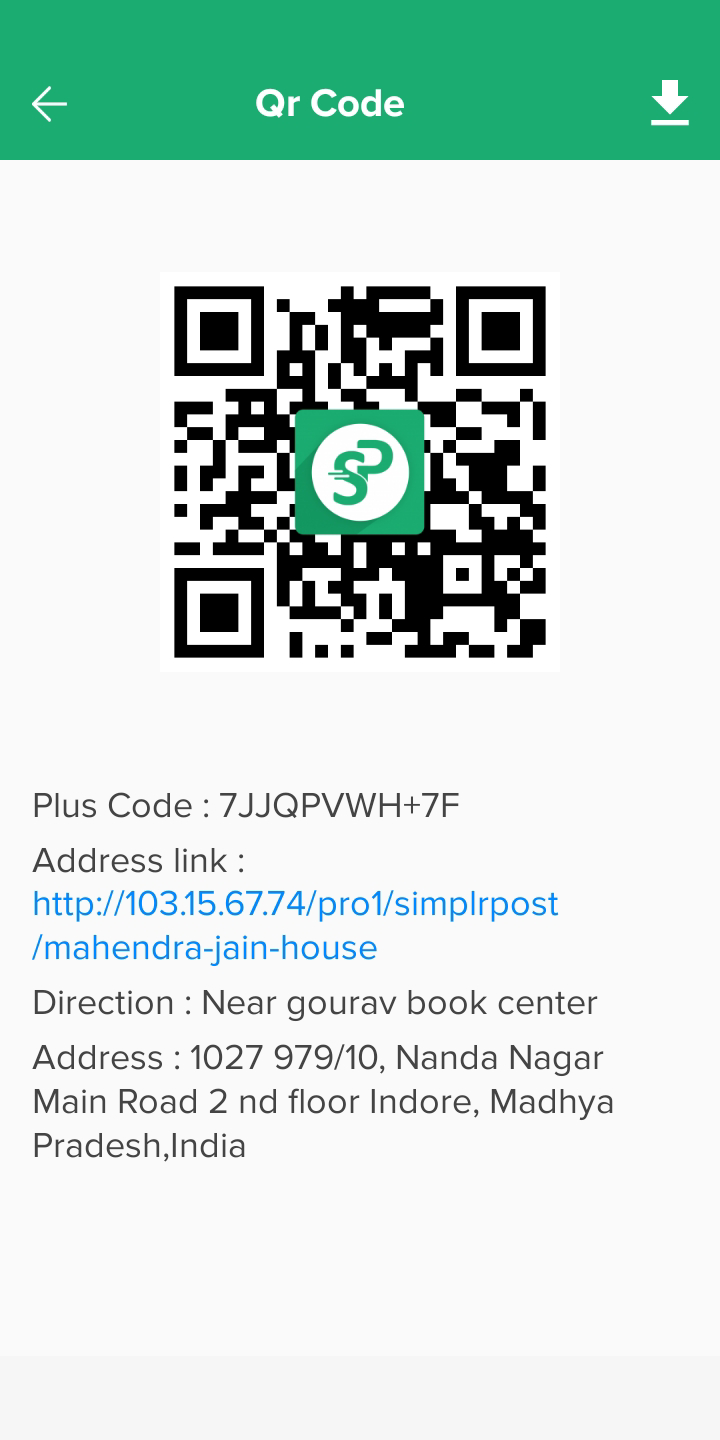 Qr Code
SP
Plus Code : 7JJQPVWH+7F
Address link :
http://103.15.67.74/pro1/simplrpost
/mahendra-jain-house
Direction : Near gourav book center
Address : 1027 979/10, Nanda Nagar
Main Road 2 nd floor Indore, Madhya
Pradesh,India